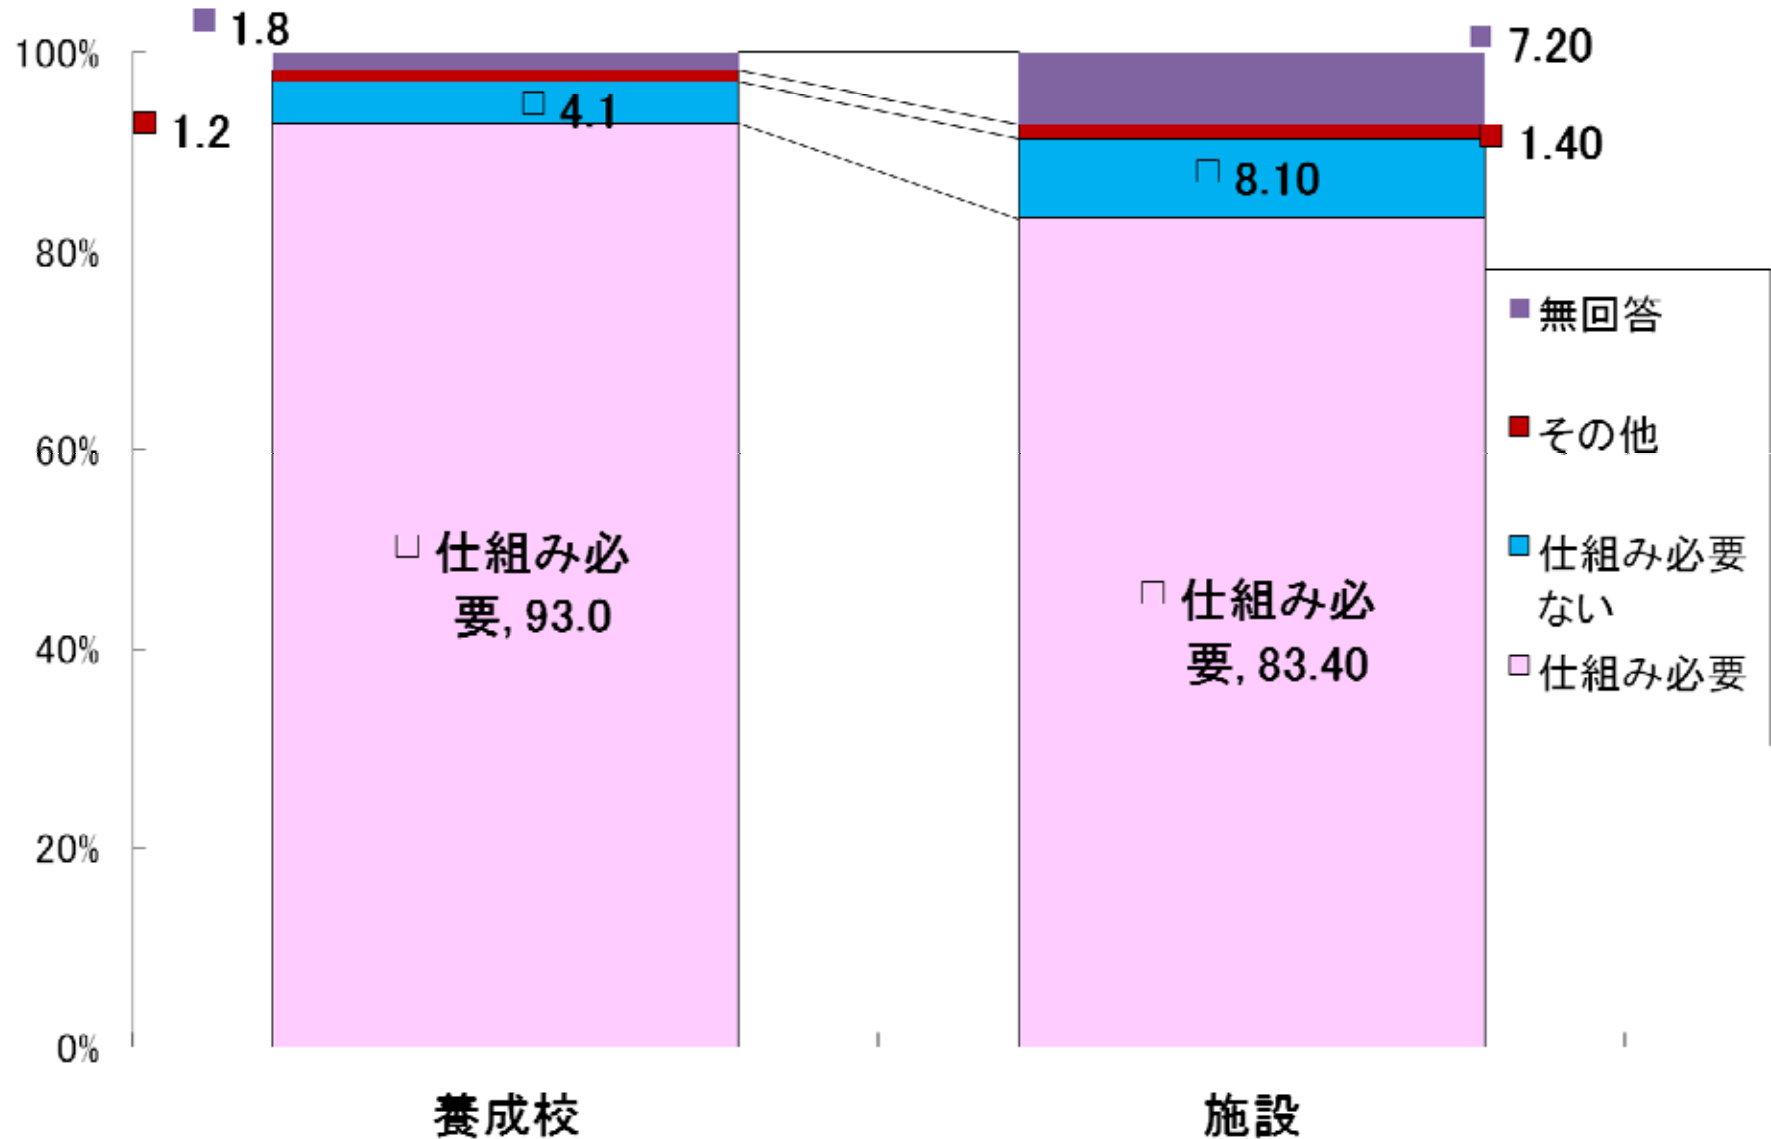 1.8
7.20
100%
4.1
1.2
1.40
8.10
80%
無回答
その他
60%
仕組み必
要, 93.0
仕組み必要
ない
仕組み必
要, 83.40
仕組み必要
40%
20%
0%
養成校
施設